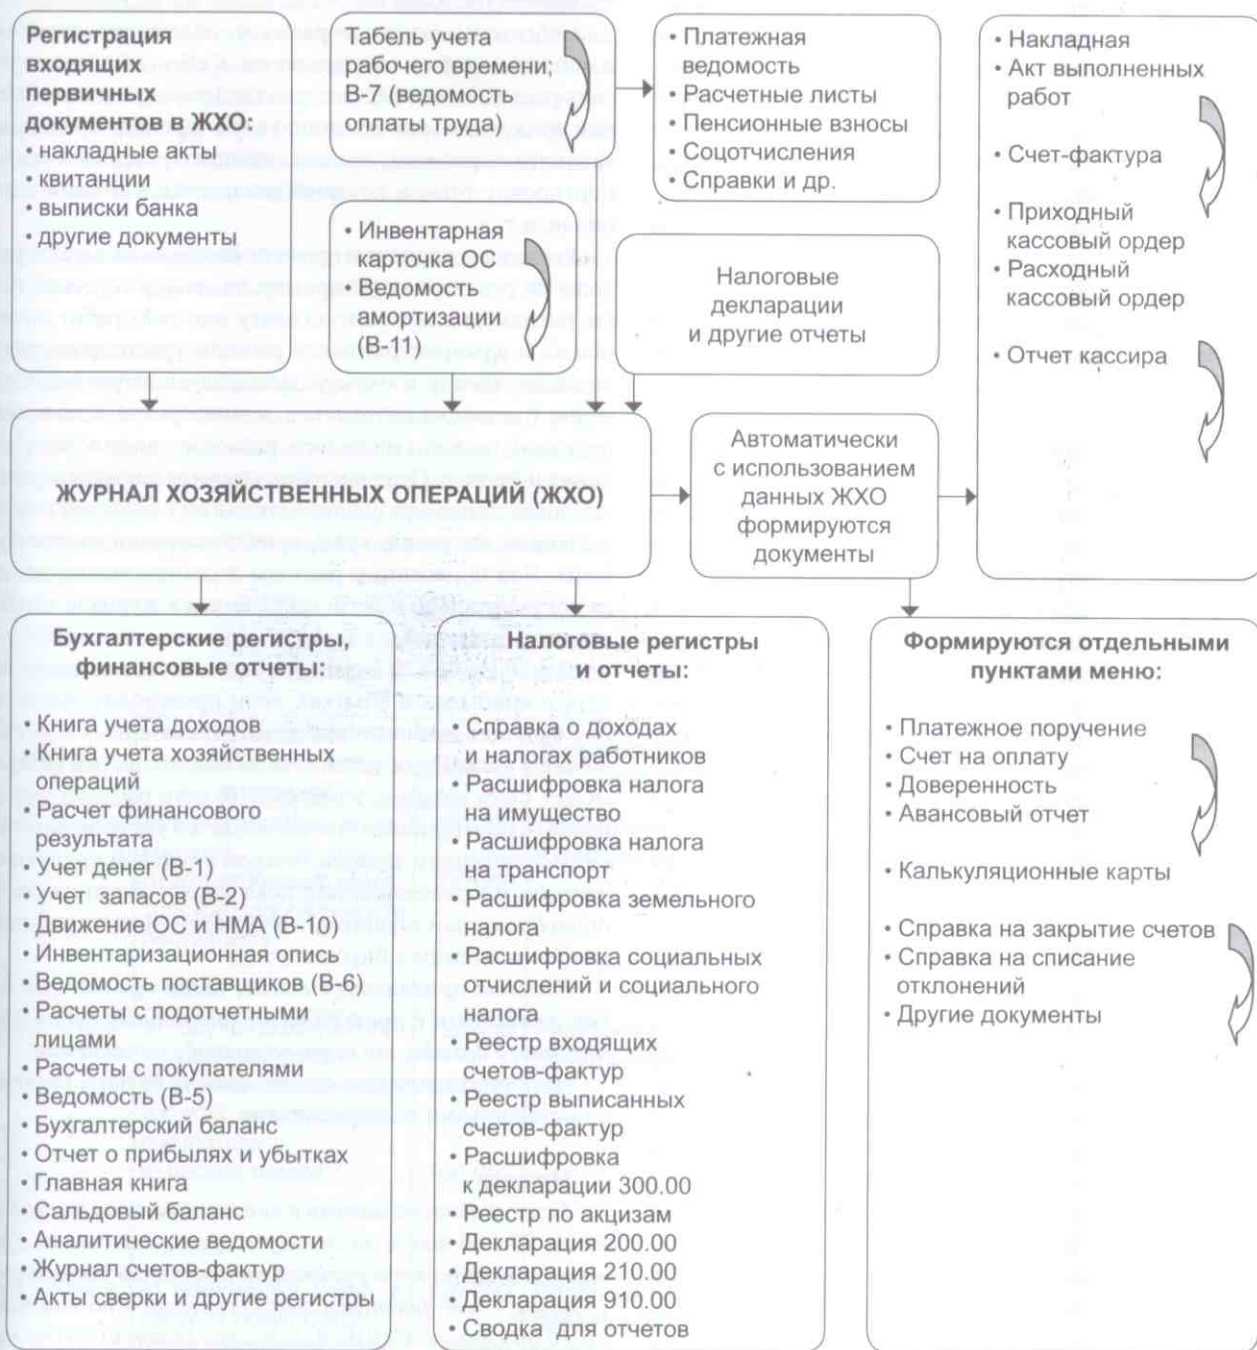 Регистрация
входящих
первичных
документов в ЖХО:
• накладные акты
• квитанции
• выписки банка
• другие документы
Табель учета
рабочего времени;
В-7 (ведомость
оплаты труда)
• Платежная
ведомость
• Расчетные листы
• Пенсионные взносы
• Соцотчисления
• Справки и др.
• Накладная
• Акт выполненных
работ
• Счет-фактура
• Приходный
кассовый ордер
• Расходный
кассовый ордер
• Отчет кассира
• Инвентарная
карточка ОС
• Ведомость
амортизации
(В-11)
Налоговые
декларации
и другие отчеты
ЖУРНАЛ ХОЗЯЙСТВЕННЫХ ОПЕРАЦИЙ (ЖХО)
Автоматически
с использованием
данных ЖХО
формируются
документы
Бухгалтерские регистры,
финансовые отчеты:
• Книга учета доходов
• Книга учета хозяйственных
операций
• Расчет финансового
результата
• Учет денег (В-1)
• Учет запасов (В-2)
• Движение ОС и НМА (В-10)
• Инвентаризационная опись
• Ведомость поставщиков (В-6)
• Расчеты с подотчетными
лицами
• Расчеты с покупателями
• Ведомость (В-5)
• Бухгалтерский баланс
• Отчет о прибылях и убытках
• Главная книга
• Сальдовый баланс
• Аналитические ведомости
• Журнал счетов-фактур
• Акты сверки и другие регистры
Налоговые регистры
и отчеты:
• Справка о доходах
и налогах работников
• Расшифровка налога
на имущество
• Расшифровка налога
на транспорт
• Расшифровка земельного
налога
• Расшифровка социальных
отчислений и социального
налога
• Реестр входящих
счетов-фактур
• Реестр выписанных
счетов-фактур
• Расшифровка
к декларации 300.00
• Реестр по акцизам
• Декларация 200.00
• Декларация 210.00
• Декларация 910.00
• Сводка для отчетов
Формируются отдельными
пунктами меню:
• Платежное поручение
• Счет на оплату
• Доверенность
• Авансовый отчет
• Калькуляционные карты
• Справка на закрытие счетов
• Справка на списание
отклонений
• Другие документы